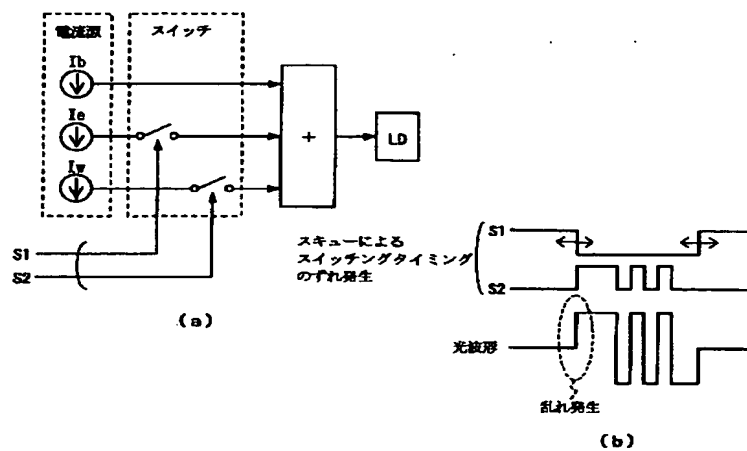 電流源
スイッチ
Ib
Ie
Iw
+
LD
S1
S2
(a)
スキューによる
スイッチングタイミング
のずれ発生
S1
S2
光波形
乱れ発生
(b)